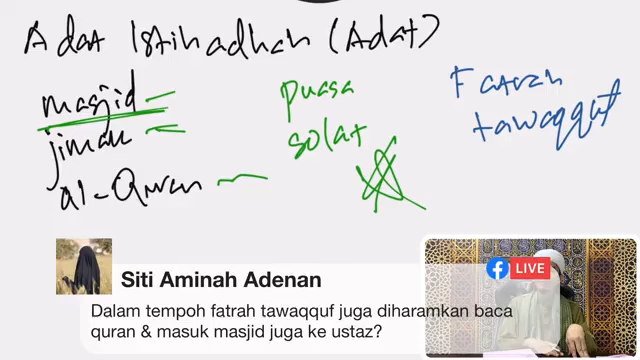 Adat Istihadhah (Adat)
masjid
jimak
al-Quran
puasa
solat
Fatrah
tawaqquf
LIVE
Siti Aminah Adenan
Dalam tempoh fatrah tawaqquf juga diharamkan baca
quran & masuk masjid juga ke ustaz?